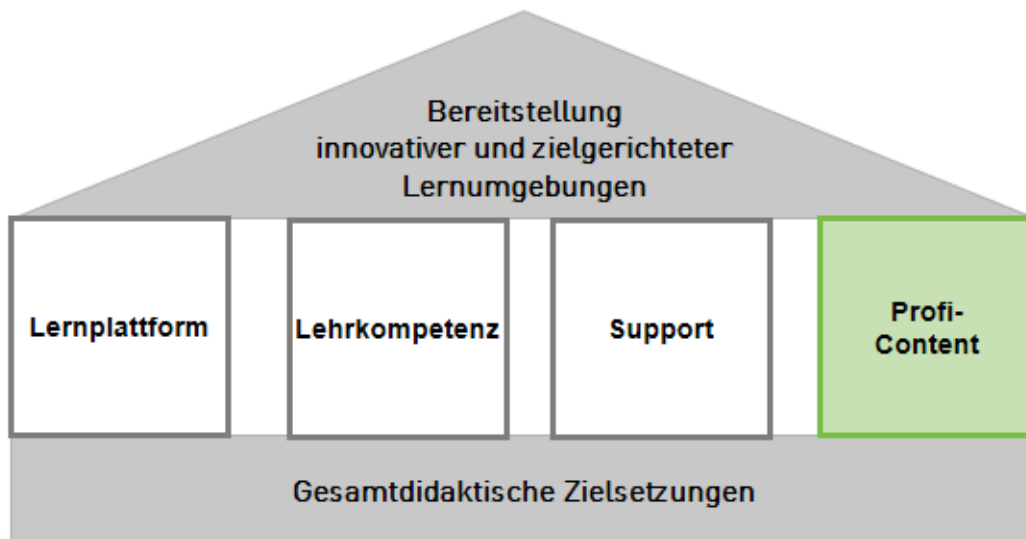 Bereitstellung
innovativer und zielgerichteter
Lernumgebungen
Lernplattform
Lehrkompetenz
Support
Profi-
Content
Gesamtdidaktische Zielsetzungen